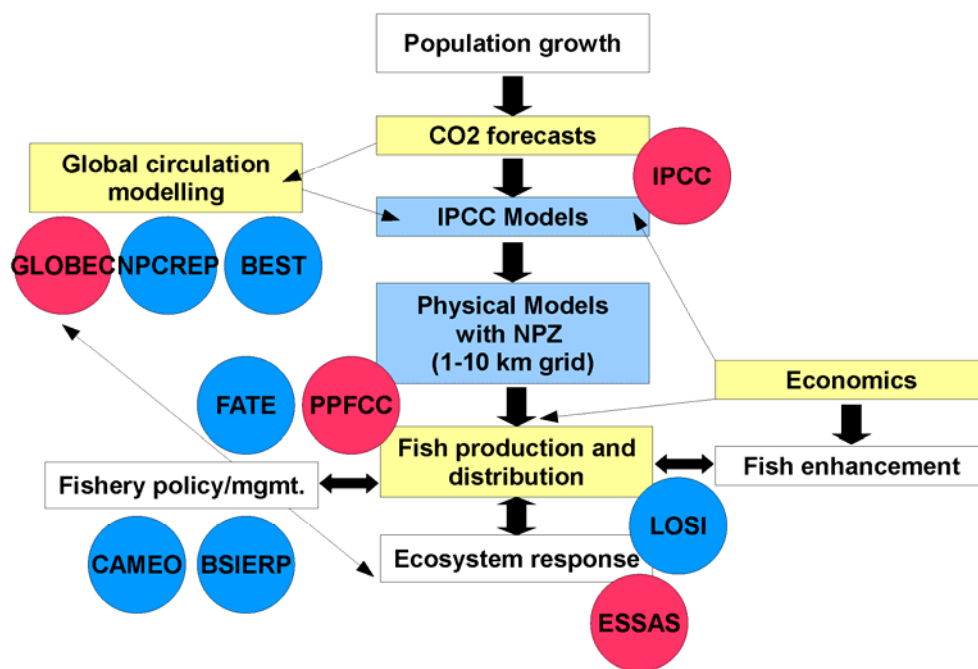 Population growth
CO2 forecasts
Global circulation
modelling
IPCC
IPCC Models
GLOBEC
NPCREP
BEST
Physical Models
with NPZ
(1-10 km grid)
Economics
FATE
PPFCC
Fish production and
distribution
Fish enhancement
Fishery policy/mgmt.
LOSI
CAMEO
BSIERP
Ecosystem response
ESSAS